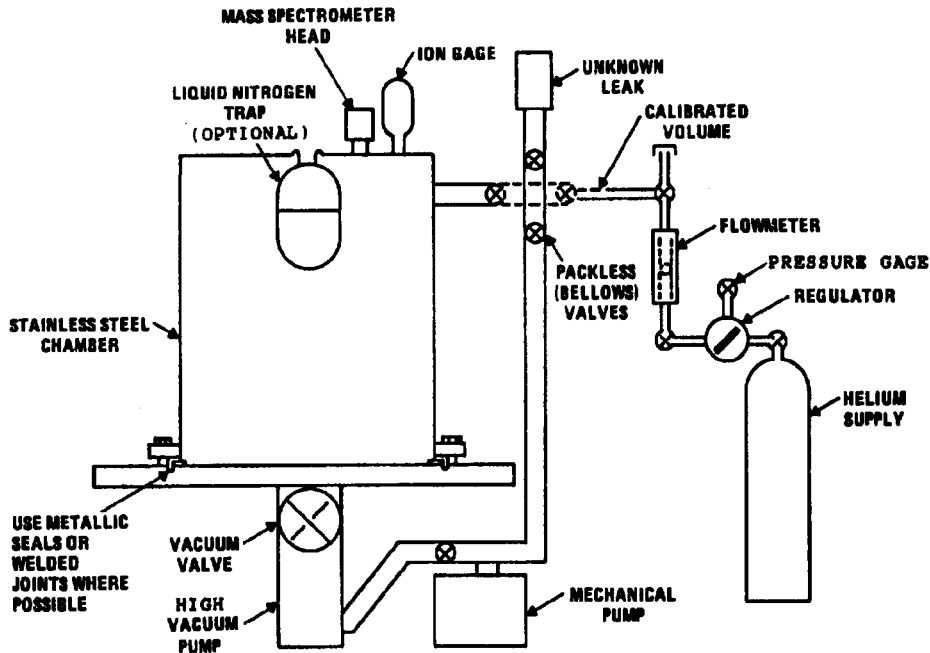 MASS SPECTROMETER
HEAD
ION GAGE
UNKNOWN
LEAK
LIQUID NITROGEN
TRAP
(OPTIONAL)
CALIBRATED
VOLUME
FLOWMETER
PACKLESS
(BELLOWS)
VALVES
PRESSURE GAGE
REGULATOR
STAINLESS STEEL
CHAMBER
HELIUM
SUPPLY
USE METALLIC
SEALS OR
WELDED
JOINTS WHERE
POSSIBLE
VACUUM
VALVE
HIGH
VACUUM
PUMP
MECHANICAL
PUMP